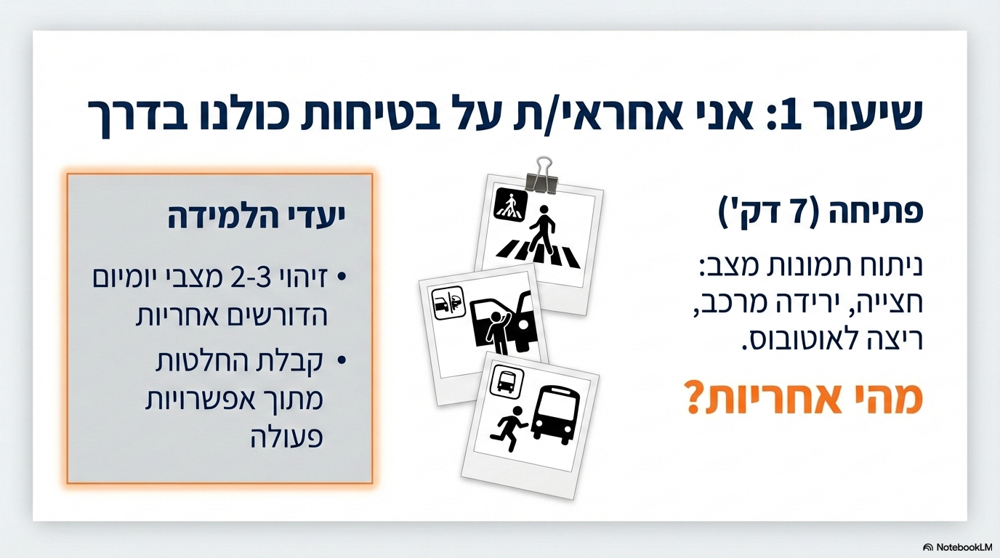 שיעור 1: אני אחראי/ת על בטיחות כולנו בדרך
פתיחה (7 דק')
ניתוח תמונות מצב:
חצייה, ירידה מרכב,
ריצה לאוטובוס.
מהי אחריות?
יעדי הלמידה
• זיהוי 2-3 מצבי יומיום
הדורשים אחריות
• קבלת החלטות
מתוך אפשרויות
פעולה
NotebookLM